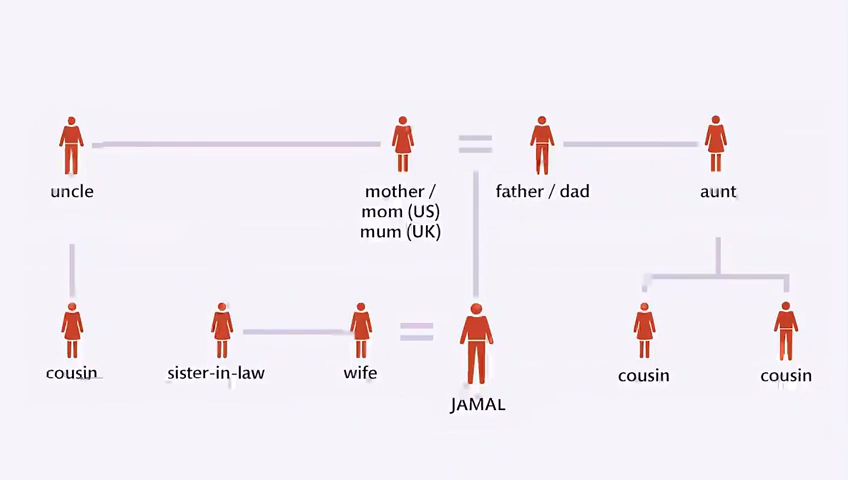 uncle
mother /
mom (US)
mum (UK)
father / dad
aunt
cousin
sister-in-law
wife
JAMAL
cousin
cousin